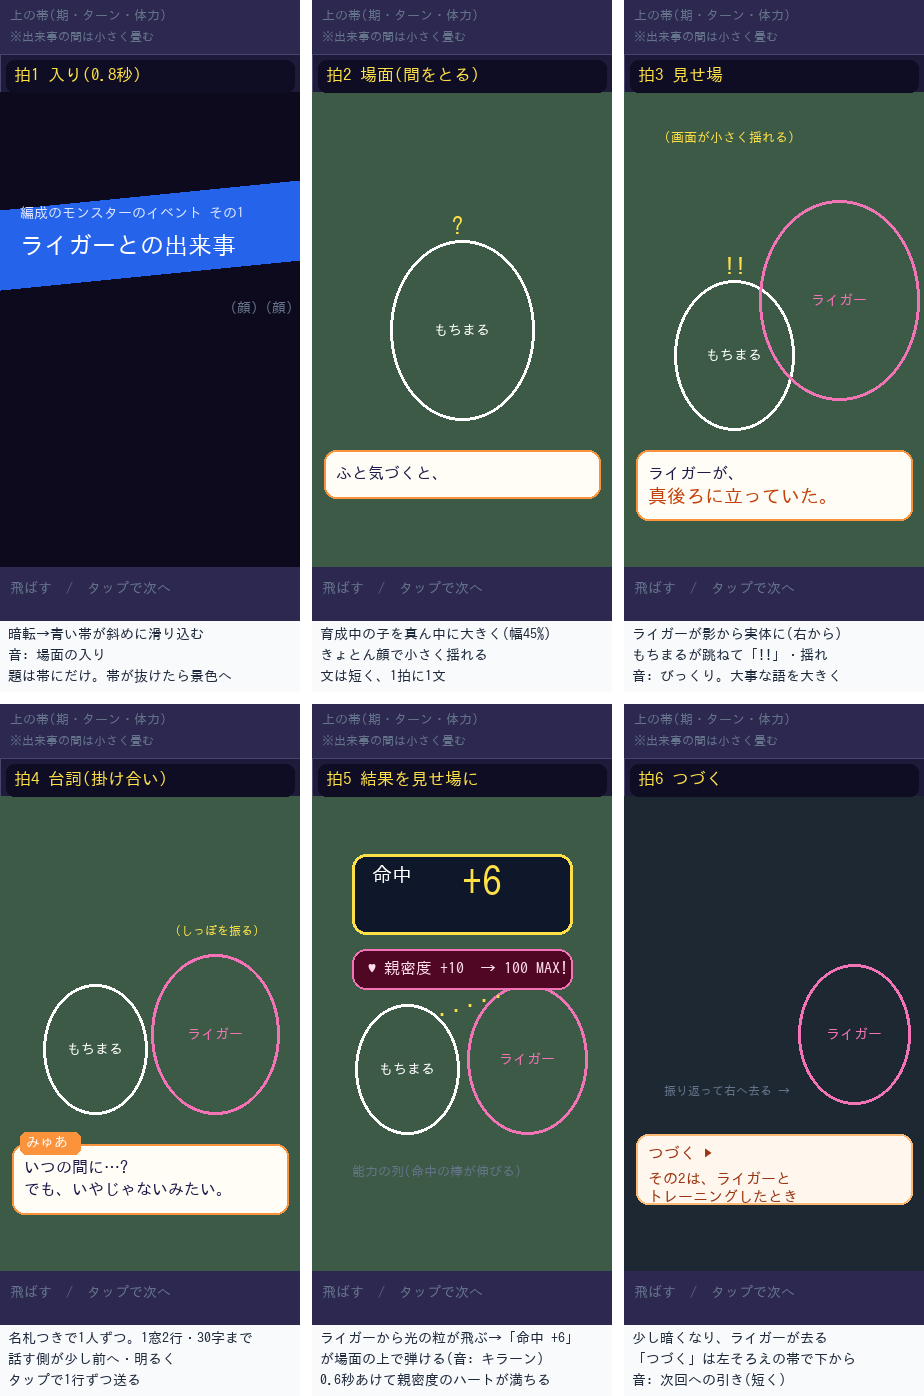 上の帯(期・ターン・体力)
※出来事の間は小さく畳む
拍1 入り(0.8秒)
編成のモンスターのイベント その1
ライガーとの出来事
(顔)(顔)
飛ばす / タップで次へ
暗転→青い帯が斜めに滑り込む
音: 場面の入り
題は帯にだけ。帯が抜けたら景色へ
上の帯(期・ターン・体力)
※出来事の間は小さく畳む
拍2 場面(間をとる)
?
もちまる
ふと気づくと、
飛ばす / タップで次へ
育成中の子を真ん中に大きく(幅45%)
きょとん顔で小さく揺れる
文は短く、1拍に1文
上の帯(期・ターン・体力)
※出来事の間は小さく畳む
拍3 見せ場
(画面が小さく揺れる)
!!
ライガー
もちまる
ライガーが、
真後ろに立っていた。
飛ばす / タップで次へ
ライガーが影から実体に(右から)
もちまるが跳ねて「!!」・揺れ
音: びっくり。大事な語を大きく
上の帯(期・ターン・体力)
※出来事の間は小さく畳む
拍4 台詞(掛け合い)
(しっぽを振る)
もちまる
ライガー
みゅあ
いつの間に…?
でも、いやじゃないみたい。
飛ばす / タップで次へ
名札つきで1人ずつ。1窓2行・30字まで
話す側が少し前へ・明るく
タップで1行ずつ送る
上の帯(期・ターン・体力)
※出来事の間は小さく畳む
拍5 結果を見せ場に
命中 +6
♥ 親密度 +10 → 100 MAX!
もちまる
ライガー
能力の列(命中の棒が伸びる)
飛ばす / タップで次へ
ライガーから光の粒が飛ぶ→「命中 +6」
が場面の上で弾ける(音: キラーン)
0.6秒あけて親密度のハートが満ちる
上の帯(期・ターン・体力)
※出来事の間は小さく畳む
拍6 つづく
ライガー
振り返って右へ去る →
つづく ▶
その2は、ライガーと
トレーニングしたとき
飛ばす / タップで次へ
少し暗くなり、ライガーが去る
「つづく」は左そろえの帯で下から
音: 次回への引き(短く)